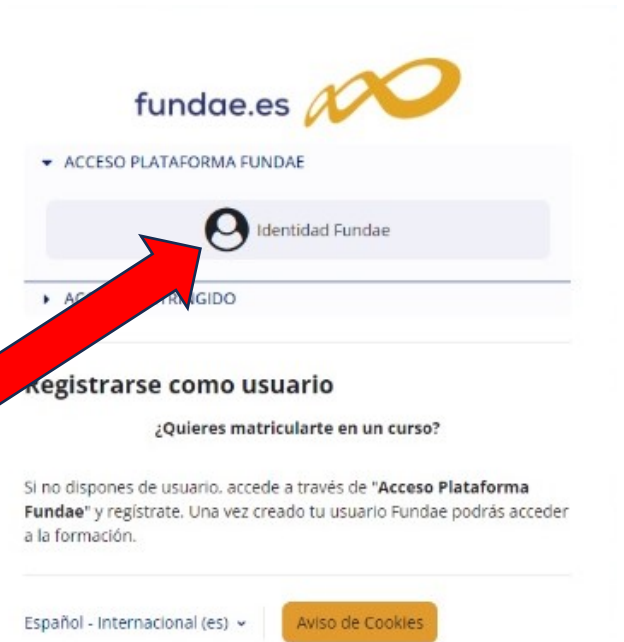 fundae.es
ACCESO PLATAFORMA FUNDAE
Identidad Fundae
Registrarse como usuario
¿Quieres matricularte en un curso?
Si no dispones de usuario, accede a través de "Acceso Plataforma
Fundae" y regístrate. Una vez creado tu usuario Fundae podrás acceder
a la formación.
Español - Internacional (es)
Aviso de Cookies